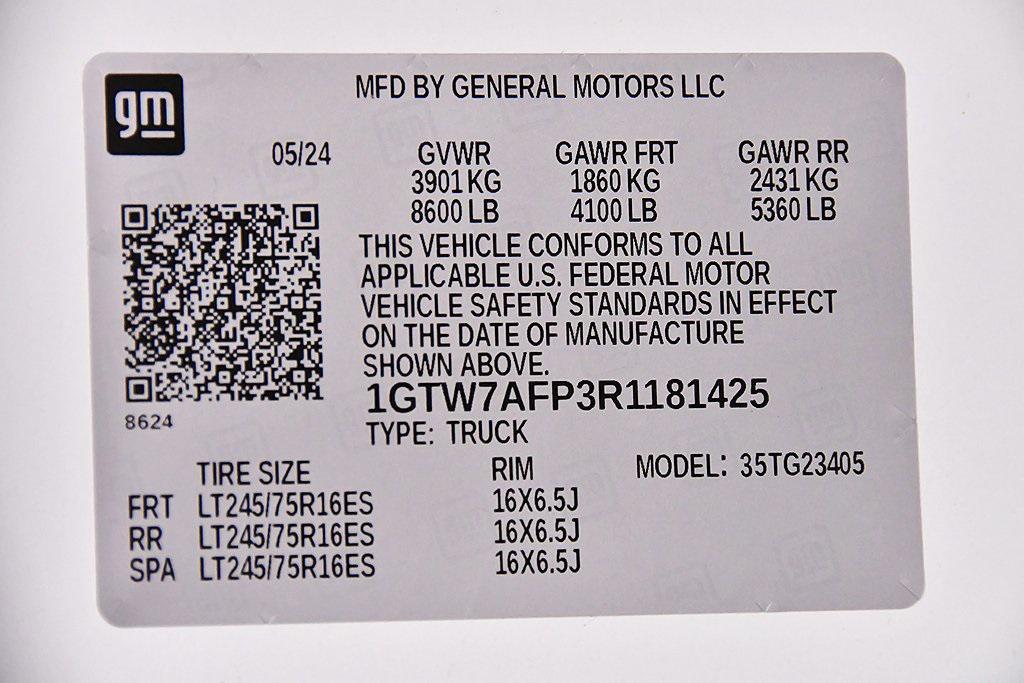 gm
MFD BY GENERAL MOTORS LLC
05/24 GVWR GAWR FRT GAWR RR
3901 KG 1860 KG 2431 KG
8600 LB 4100 LB 5360 LB
THIS VEHICLE CONFORMS TO ALL
APPLICABLE U.S. FEDERAL MOTOR
VEHICLE SAFETY STANDARDS IN EFFECT
ON THE DATE OF MANUFACTURE
SHOWN ABOVE.
1GTW7AFP3R1181425
8624
TYPE: TRUCK
TIRE SIZE RIM MODEL: 35TG23405
FRT LT245/75R16ES 16X6.5J
RR LT245/75R16ES 16X6.5J
SPA LT245/75R16ES 16X6.5J